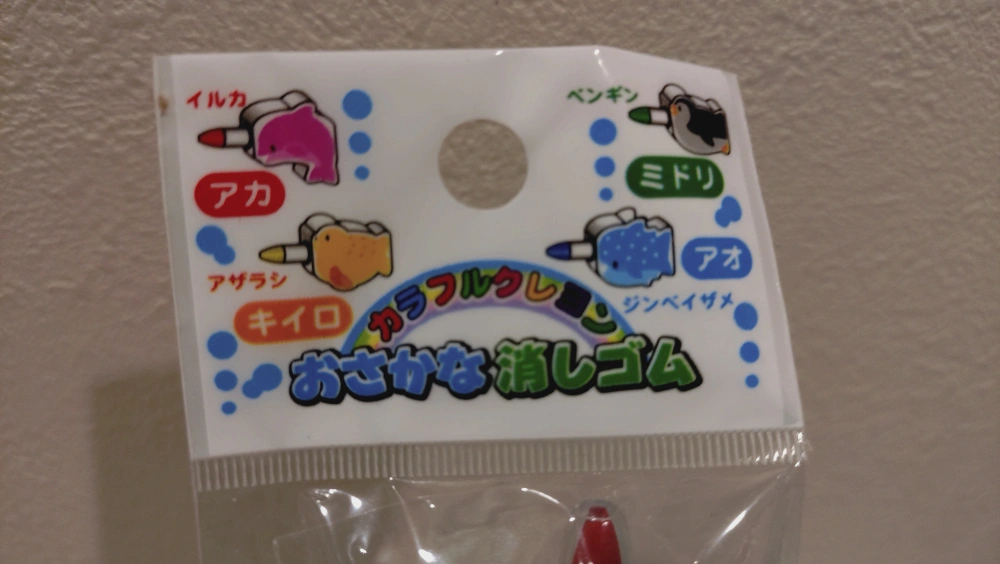 イルカ
アカ
アザラシ
キイロ
ペンギン
ミドリ
アオ
ジンベイザメ
カラフルクレヨン
おさかな消しゴム